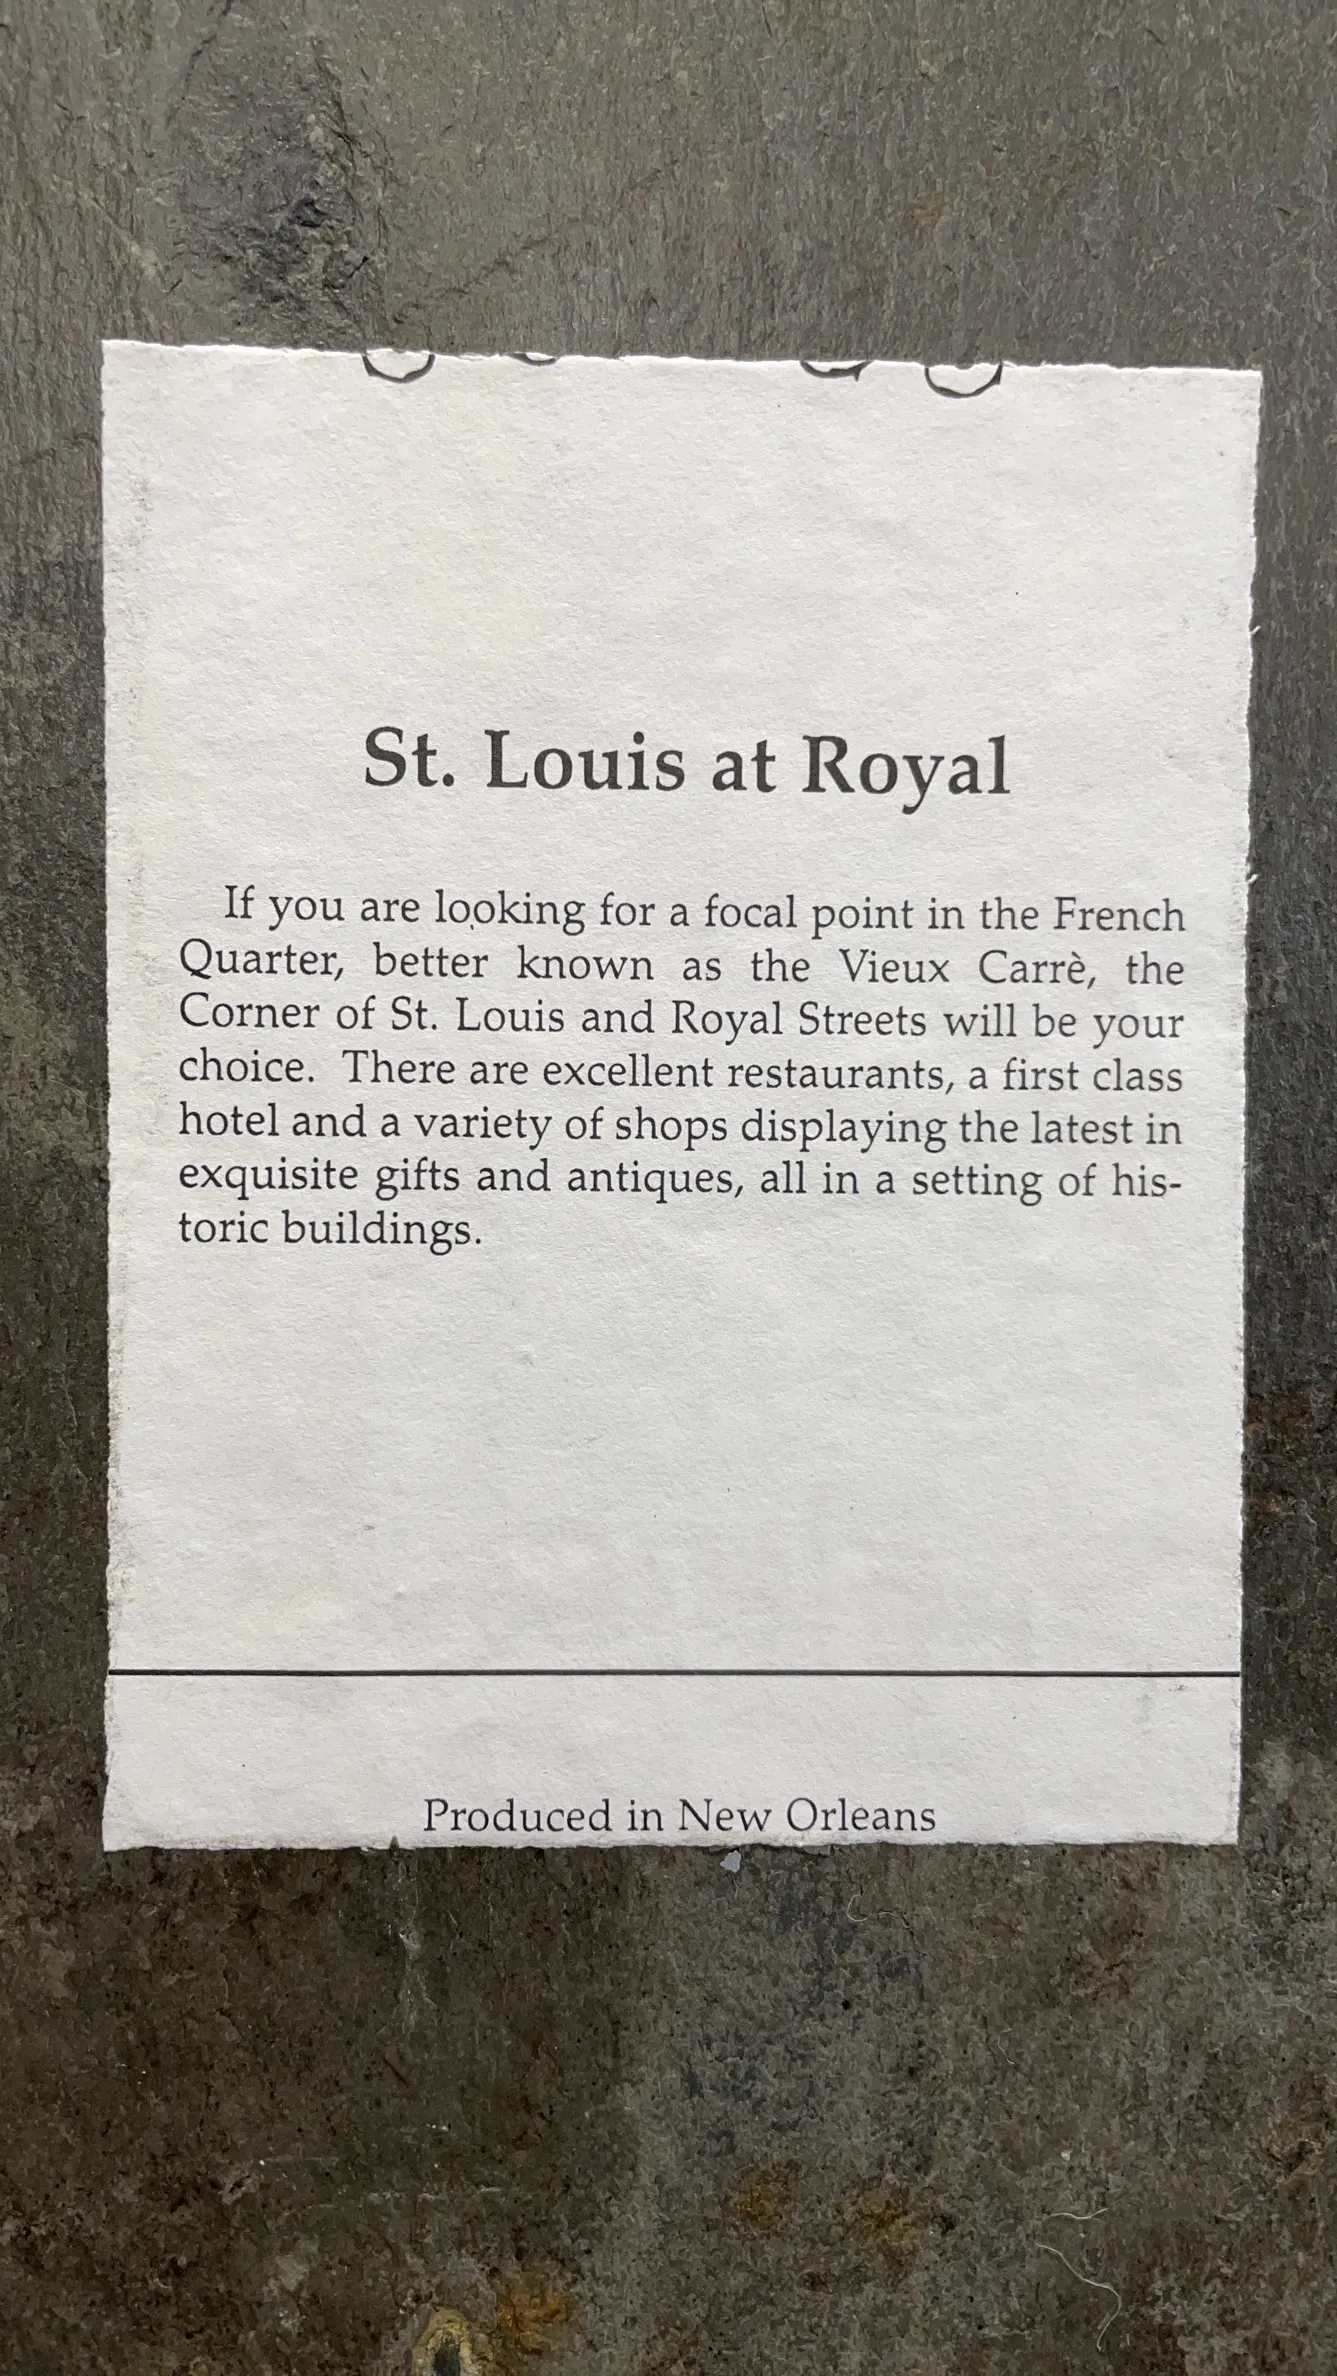 St. Louis at Royal
If you are looking for a focal point in the French
Quarter, better known as the Vieux Carrè, the
Corner of St. Louis and Royal Streets will be your
choice. There are excellent restaurants, a first class
hotel and a variety of shops displaying the latest in
exquisite gifts and antiques, all in a setting of his-
toric buildings.
Produced in New Orleans